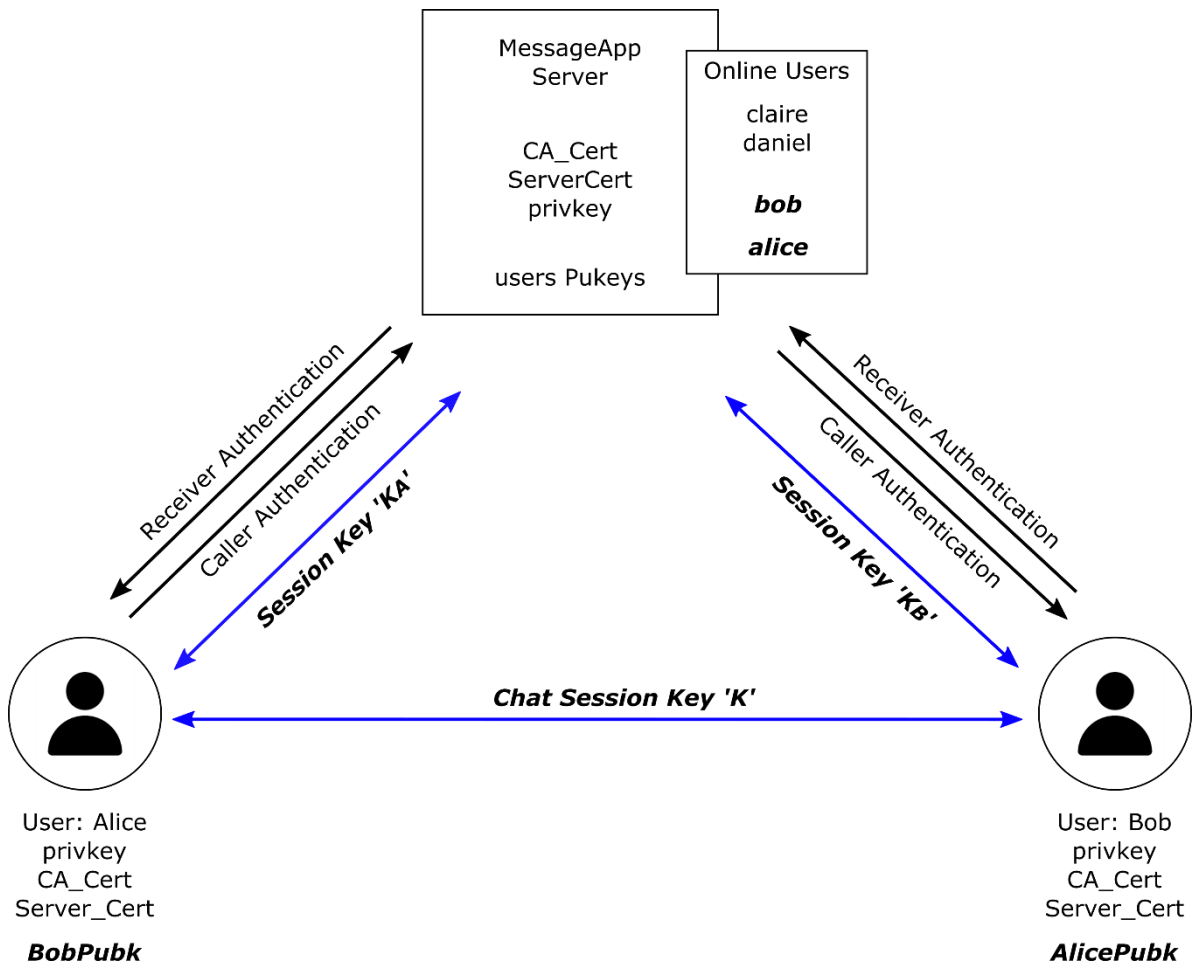 MessageApp
Server
CA_Cert
ServerCert
privkey
users Pukeys
Online Users
claire
daniel
bob
alice
Receiver Authentication
Caller Authentication
Session Key 'KA'
Receiver Authentication
Caller Authentication
Session Key 'KB'
Chat Session Key 'K'
User: Alice
privkey
CA_Cert
Server_Cert
BobPubk
User: Bob
privkey
CA_Cert
Server_Cert
AlicePubk